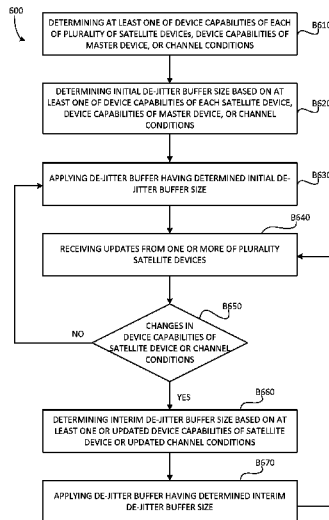 600
DETERMINING AT LEAST ONE OF DEVICE CAPABILITIES OF EACH
OF PLURALITY OF SATELLITE DEVICES, DEVICE CAPABILITIES OF
MASTER DEVICE, OR CHANNEL CONDITIONS
B610
DETERMINING INITIAL DE-JITTER BUFFER SIZE BASED ON AT
LEAST ONE OF DEVICE CAPABILITIES OF EACH SATELLITE DEVICE,
DEVICE CAPABILITIES OF MASTER DEVICE, OR CHANNEL
CONDITIONS
B620
APPLYING DE-JITTER BUFFER HAVING DETERMINED INITIAL DE-
JITTER BUFFER SIZE
B630
RECEIVING UPDATES FROM ONE OR MORE OF PLURALITY
SATELLITE DEVICES
B640
CHANGES IN
DEVICE CAPABILITIES OF
SATELLITE DEVICE OR CHANNEL
CONDITIONS
B650
NO
YES
DETERMINING INTERIM DE-JITTER BUFFER SIZE BASED ON AT
LEAST ONE OR UPDATED DEVICE CAPABILITIES OF SATELLITE
DEVICE OR UPDATED CHANNEL CONDITIONS
B660
APPLYING DE-JITTER BUFFER HAVING DETERMINED INTERIM
DE-JITTER BUFFER SIZE
B670